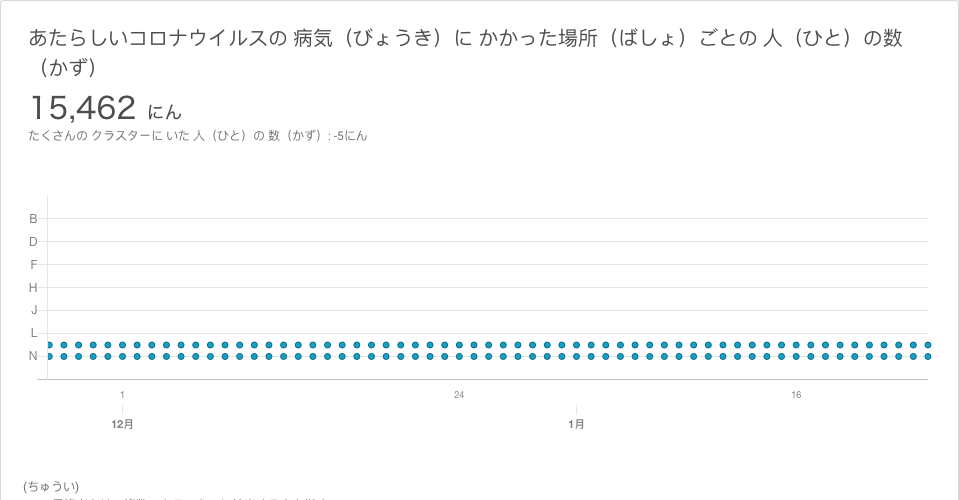 あたらしいコロナウイルスの 病気（びょうき）に かかった場所（ばしょ）ごとの 人（ひと）の数
（かず）
15,462 にん
たくさんの クラスターに いた 人（ひと）の 数（かず）: -5にん
B
D
F
H
J
L
N
1
24
16
12月
1月
(ちゅうい)